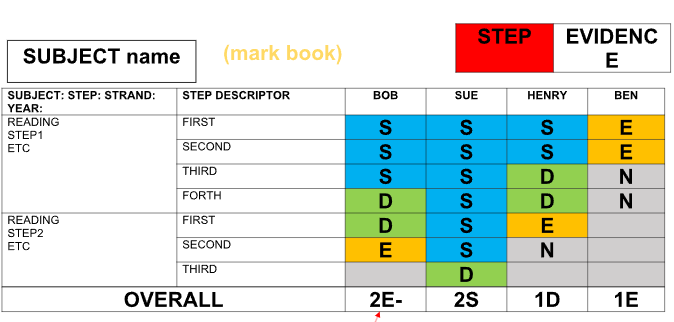 STEP
EVIDENC
E
SUBJECT name
(mark book)
SUBJECT: STEP: STRAND:
YEAR:
STEP DESCRIPTOR
BOB
SUE
HENRY
BEN
READING
STEP1
ETC
FIRST
S
S
S
E
SECOND
S
S
S
E
THIRD
S
S
D
N
FORTH
D
S
D
N
READING
STEP2
ETC
FIRST
D
S
E
SECOND
E
S
N
THIRD
D
OVERALL
2E-
2S
1D
1E